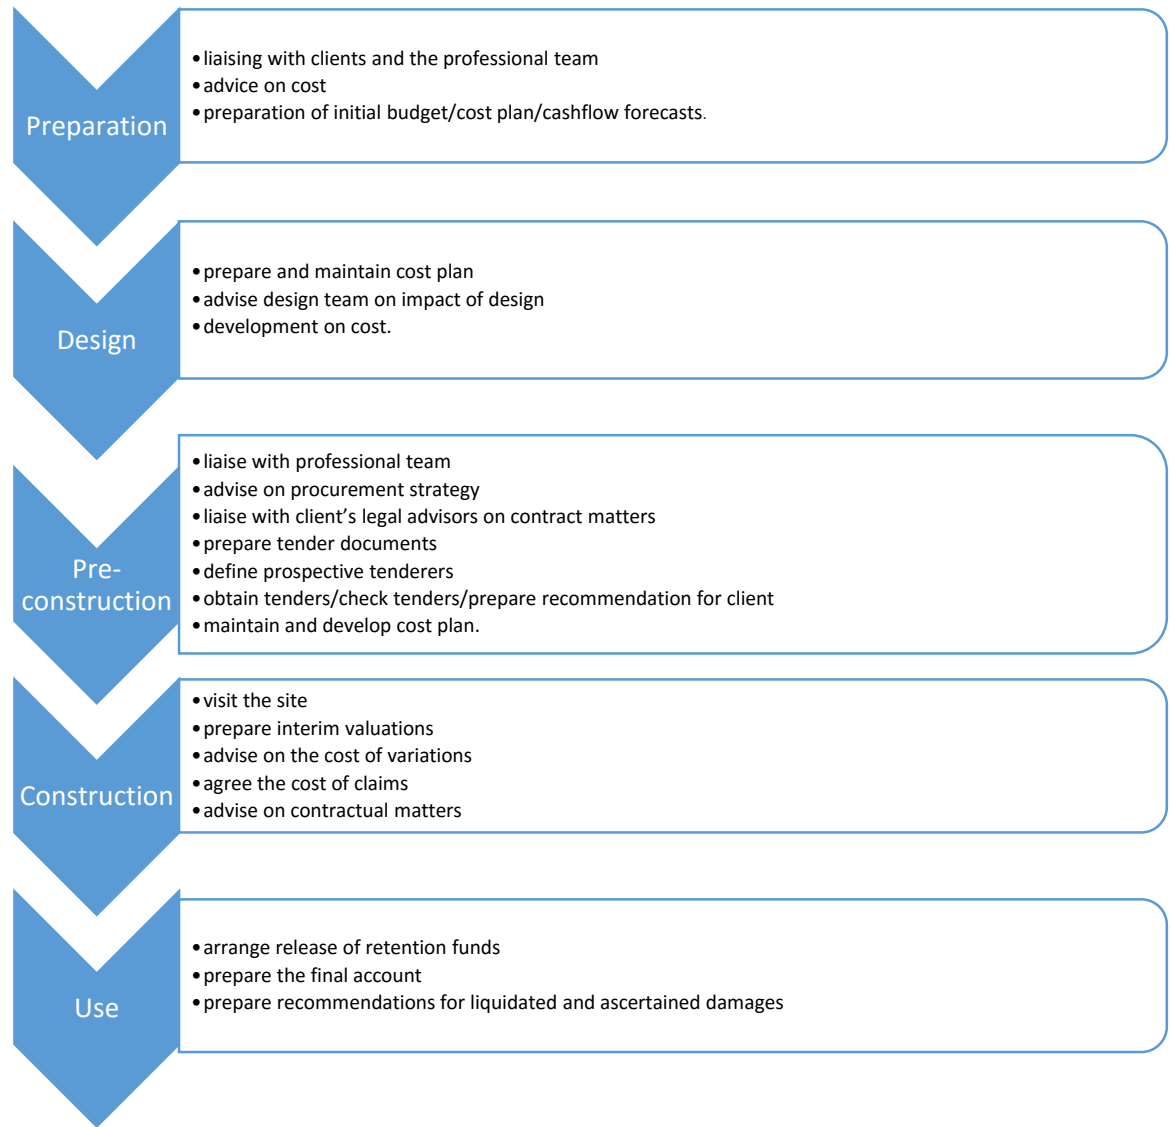 Preparation
•liaising with clients and the professional team
•advice on cost
•preparation of initial budget/cost plan/cashflow forecasts.
Design
•prepare and maintain cost plan
•advise design team on impact of design
•development on cost.
Pre-
construction
•liaise with professional team
•advise on procurement strategy
•liaise with client’s legal advisors on contract matters
•prepare tender documents
•define prospective tenderers
•obtain tenders/check tenders/prepare recommendation for client
•maintain and develop cost plan.
Construction
•visit the site
•prepare interim valuations
•advise on the cost of variations
•agree the cost of claims
•advise on contractual matters
Use
•arrange release of retention funds
•prepare the final account
•prepare recommendations for liquidated and ascertained damages